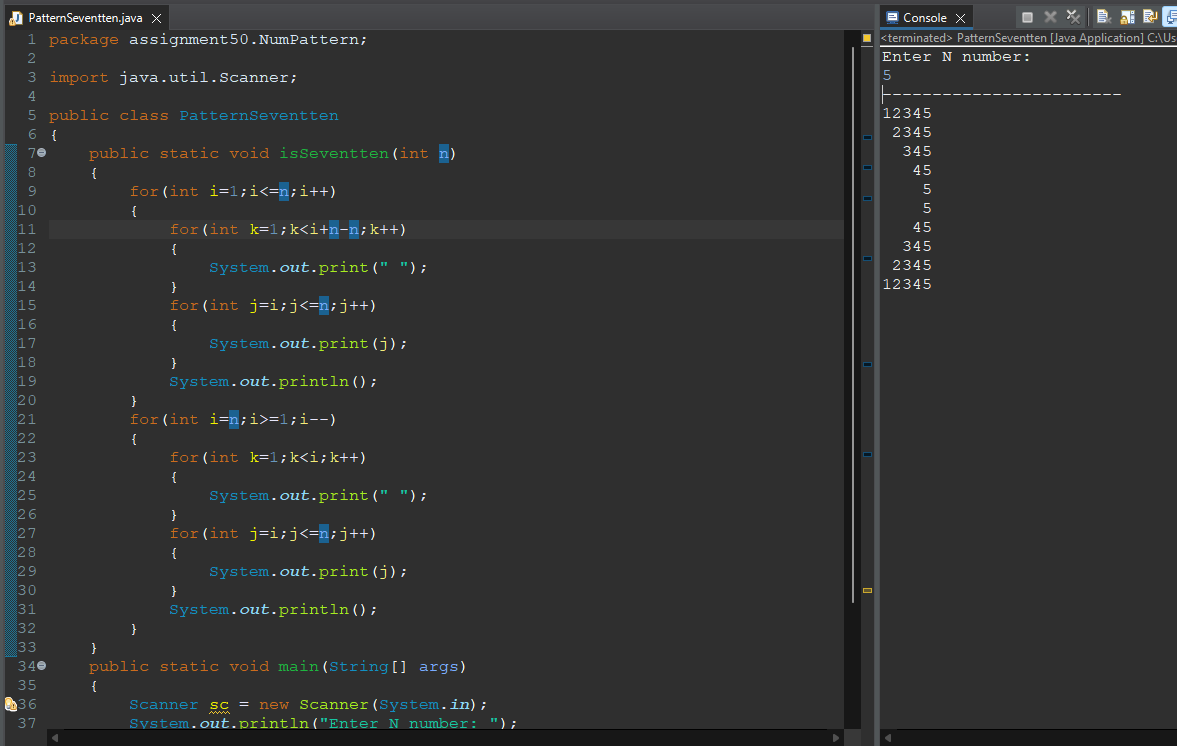 PatternSeventten.java
1 package assignment50.NumPattern;
2
3 import java.util.Scanner;
4
5 public class PatternSeventten
6 {
7     public static void isSeventten(int n)
8     {
9         for(int i=1;i<=n;i++)
10         {
11             for(int k=1;k<i+n-n;k++)
12             {
13                 System.out.print(" ");
14             }
15             for(int j=i;j<=n;j++)
16             {
17                 System.out.print(j);
18             }
19             System.out.println();
20         }
21         for(int i=n;i>=1;i--)
22         {
23             for(int k=1;k<i;k++)
24             {
25                 System.out.print(" ");
26             }
27             for(int j=i;j<=n;j++)
28             {
29                 System.out.print(j);
30             }
31             System.out.println();
32         }
33     }
34     public static void main(String[] args)
35     {
36         Scanner sc = new Scanner(System.in);
37         System.out.println("Enter N number: ");
Console
<terminated> PatternSeventten [Java Application] C:\Us
Enter N number:
5
------------------------
12345
 2345
  345
   45
    5
    5
   45
  345
 2345
12345